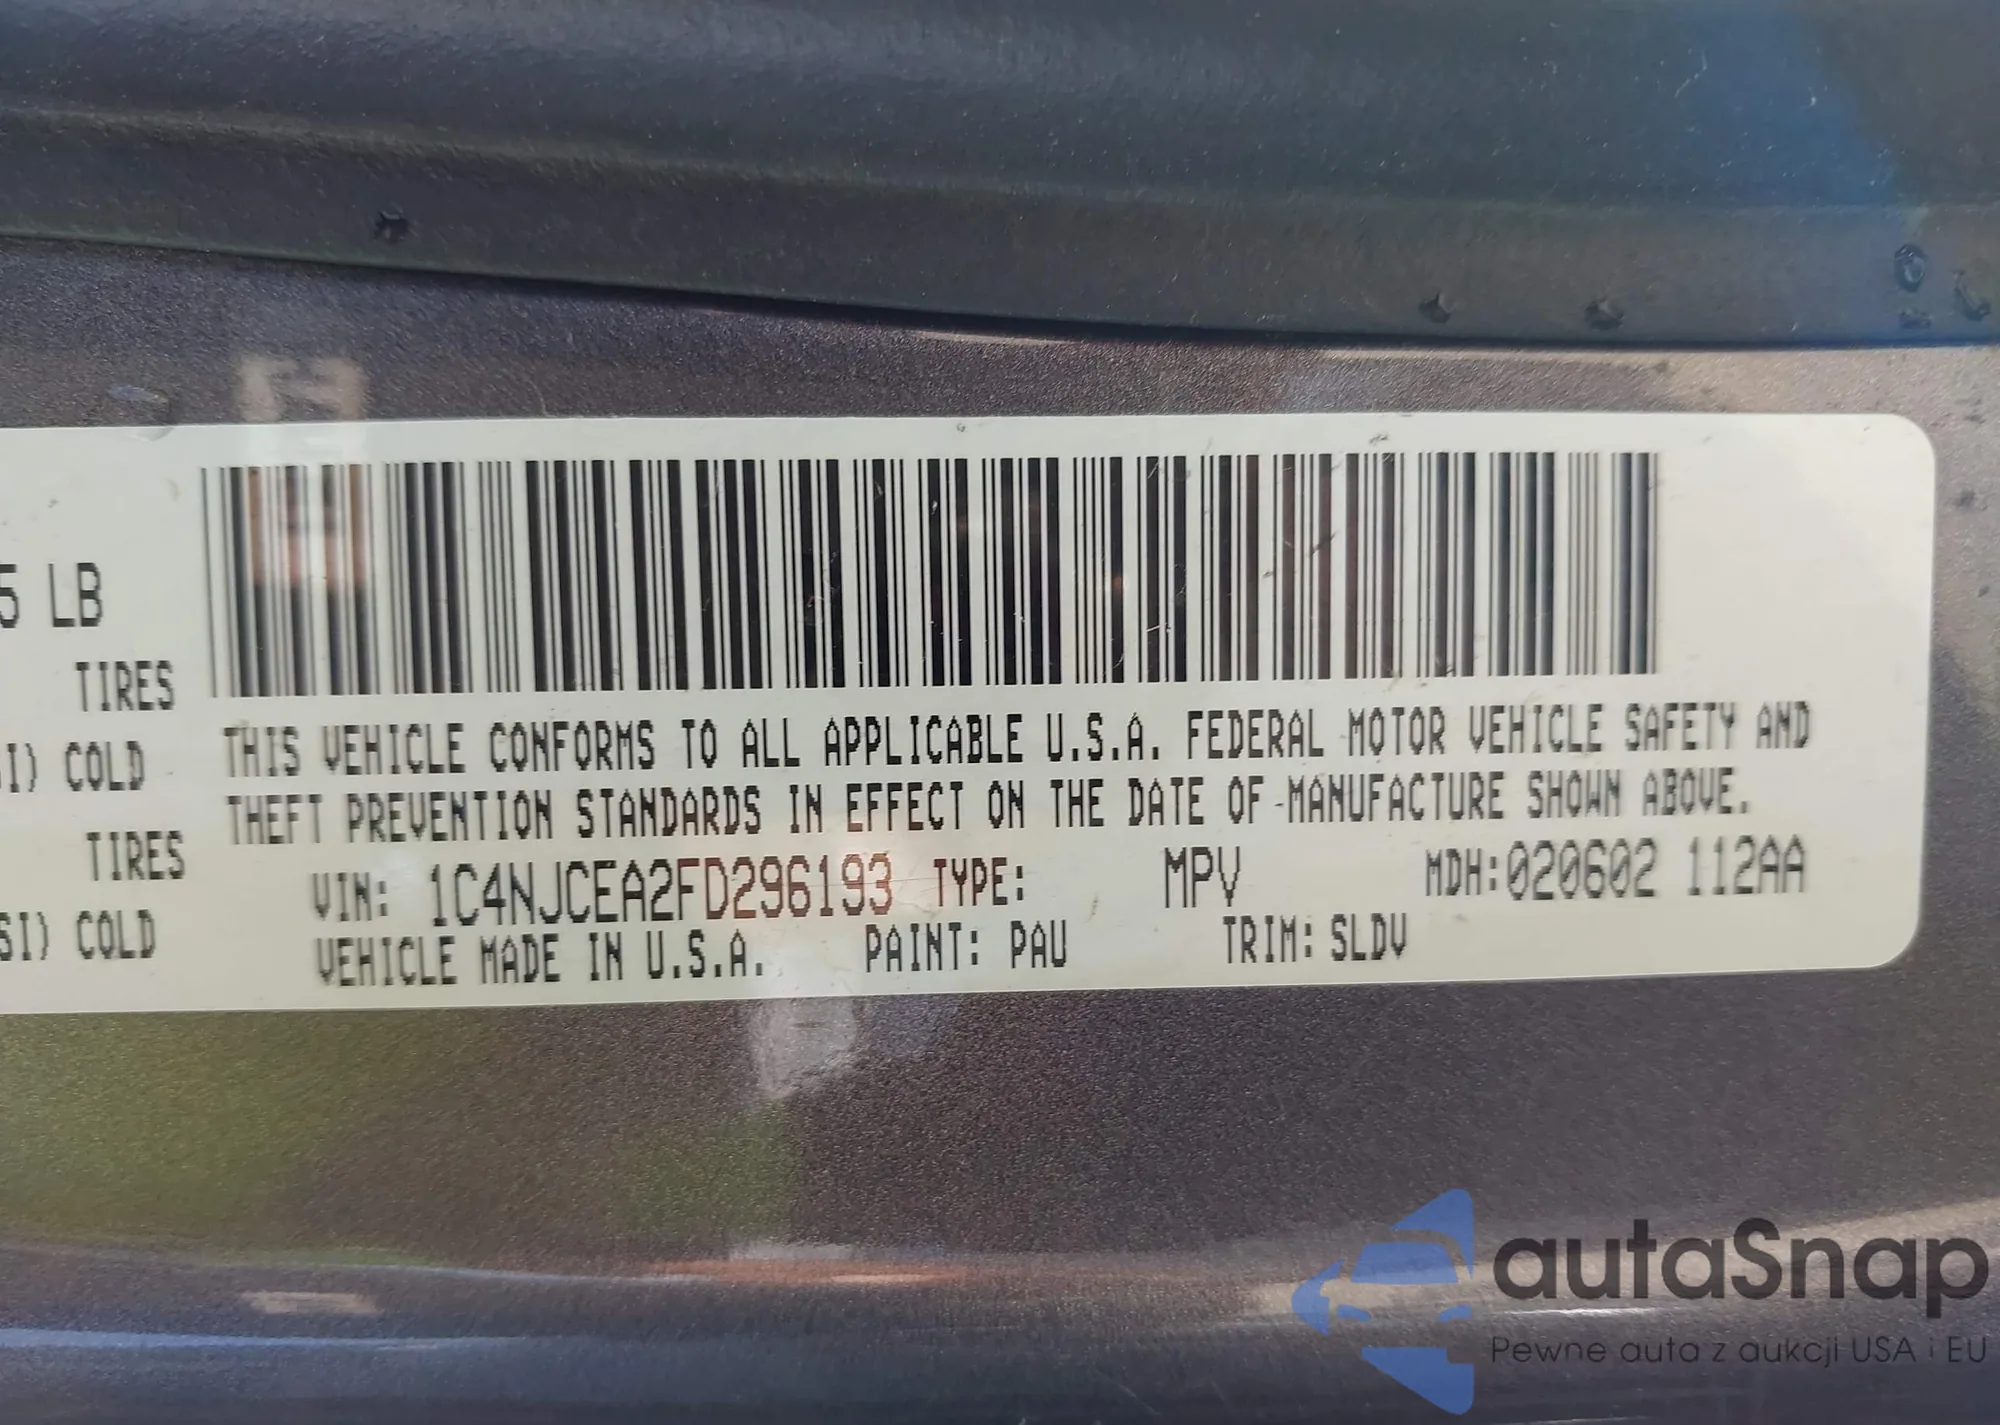 5 LB
TIRES
SI) COLD
TIRES
SI) COLD
THIS VEHICLE CONFORMS TO ALL APPLICABLE U.S.A. FEDERAL MOTOR VEHICLE SAFETY AND
THEFT PREVENTION STANDARDS IN EFFECT ON THE DATE OF MANUFACTURE SHOWN ABOVE.
VIN: 1C4NJCEA2FD296193 TYPE: MPV MDH:020602 112AA
VEHICLE MADE IN U.S.A. PAINT: PAU TRIM: SLDV
autaSnap
Pewne auta z aukcji USA i EU